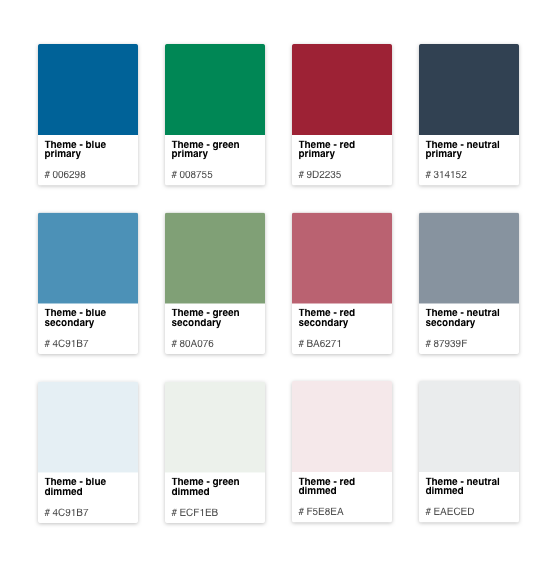 Theme - blue
primary
# 006298
Theme - green
primary
# 008755
Theme - red
primary
# 9D2235
Theme - neutral
primary
# 314152
Theme - blue
secondary
# 4C91B7
Theme - green
secondary
# 80A076
Theme - red
secondary
# BA6271
Theme - neutral
secondary
# 87939F
Theme - blue
dimmed
# 4C91B7
Theme - green
dimmed
# ECF1EB
Theme - red
dimmed
# F5E8EA
Theme - neutral
dimmed
# EAECED